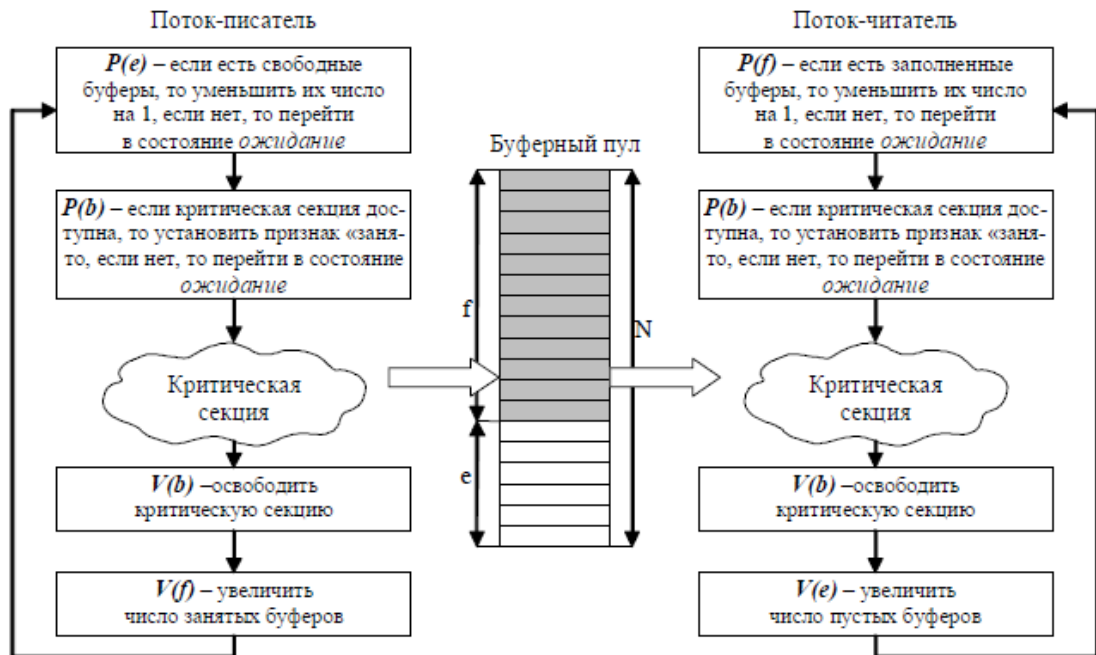 Поток-писатель
P(e) – если есть свободные
буферы, то уменьшить их число
на 1, если нет, то перейти
в состояние ожидание
P(b) – если критическая секция дос-
тупна, то установить признак «заня-
то, если нет, то перейти в состояние
ожидание
Критическая
секция
V(b) –освободить
критическую секцию
V(f) – увеличить
число занятых буферов
Буферный пул
f
N
e
Поток-читатель
P(f) – если есть заполненные
буферы, то уменьшить их число
на 1, если нет, то перейти
в состояние ожидание
P(b) – если критическая секция дос-
тупна, то установить признак «заня-
то, если нет, то перейти в состояние
ожидание
Критическая
секция
V(b) –освободить
критическую секцию
V(e) – увеличить
число пустых буферов